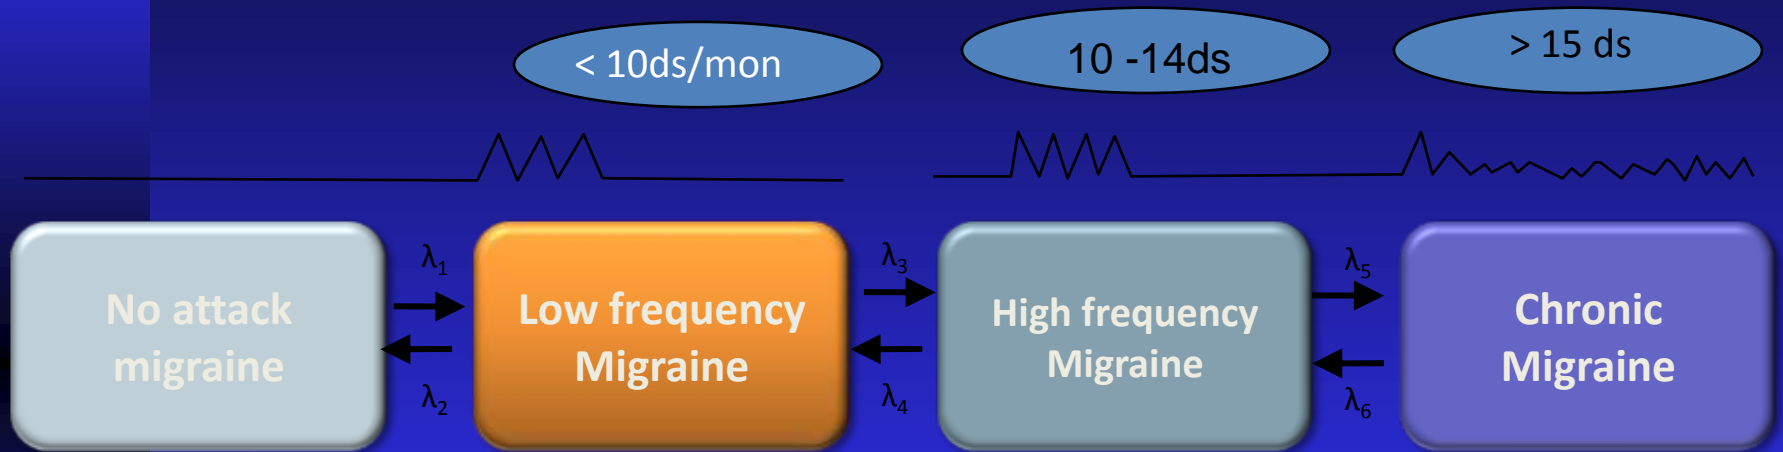 < 10ds/mon
10 -14ds
> 15 ds
λ1
λ3
λ5
No attack
migraine
Low frequency
Migraine
High frequency
Migraine
Chronic
Migraine
λ2
λ4
λ6